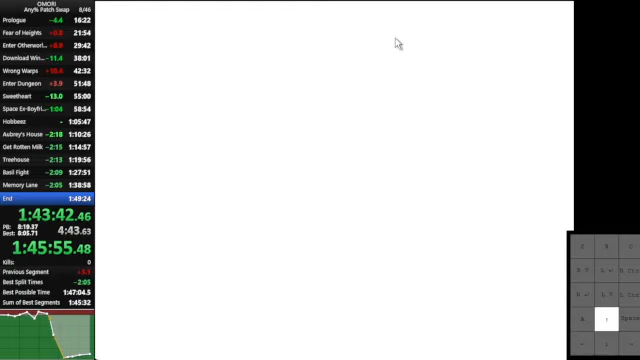 OMORI
Any% Patch Swap 8/46
Prologue -4.4 16:22
Fear of Heights +0.8 21:54
Enter Otherworl... 29:42
Download Win... -11.4 38:01
Wrong Warps +10.4 42:32
Enter Dungeon +3.9 51:48
Sweetheart -13.0 55:00
Space Ex-Boyfri... -1:04 58:54
Hobbeez - 1:05:47
Aubrey's House -2:18 1:10:26
Get Rotten Milk -2:15 1:14:57
Treehouse -2:13 1:19:56
Basil Fight -2:09 1:27:51
Memory Lane -2:05 1:38:58
End 1:49:24
1:43:42.46
PB: 8:19.37
Best: 8:05.71 4:43.63
1:45:55.48
Kills: 0
Previous Segment +3.5
Best Split Times -2:05
Best Possible Time 1:47:04.5
Sum of Best Segments 1:45:32
Space